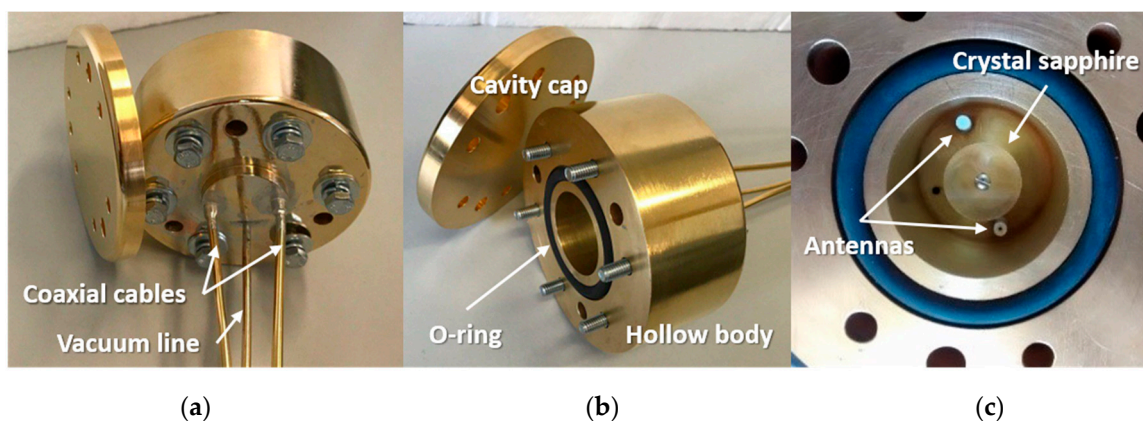 Coaxial cables
Vacuum line
Cavity cap
O-ring
Hollow body
Crystal sapphire
Antennas
(a)
(b)
(c)